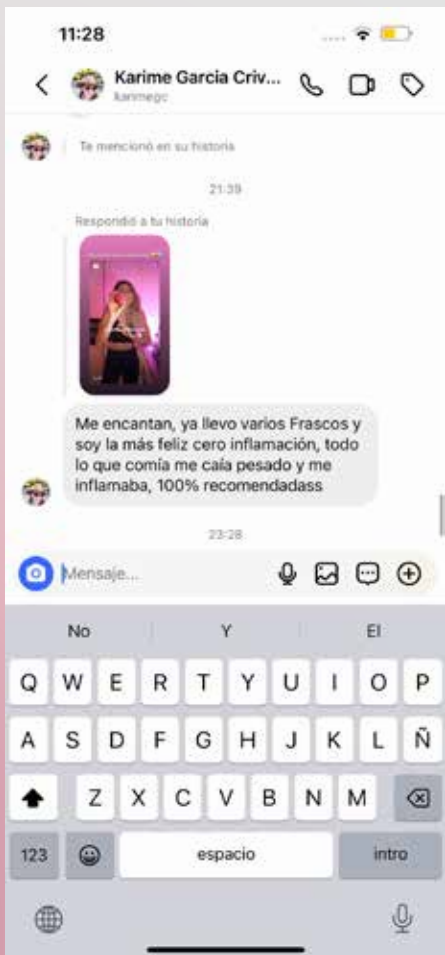 11:28
Karime Garcia Criv...
karimegc
Te mencionó en su historia
21:39
Respondió a tu historia
Me encantan, ya llevo varios Frascos y
soy la más feliz cero inflamación, todo
lo que comía me caía pesado y me
inflamaba, 100% recomendadass
23:28
Mensaje...
No Y El
Q W E R T Y U I O P
A S D F G H J K L Ñ
Z X C V B N M
123 espacio intro